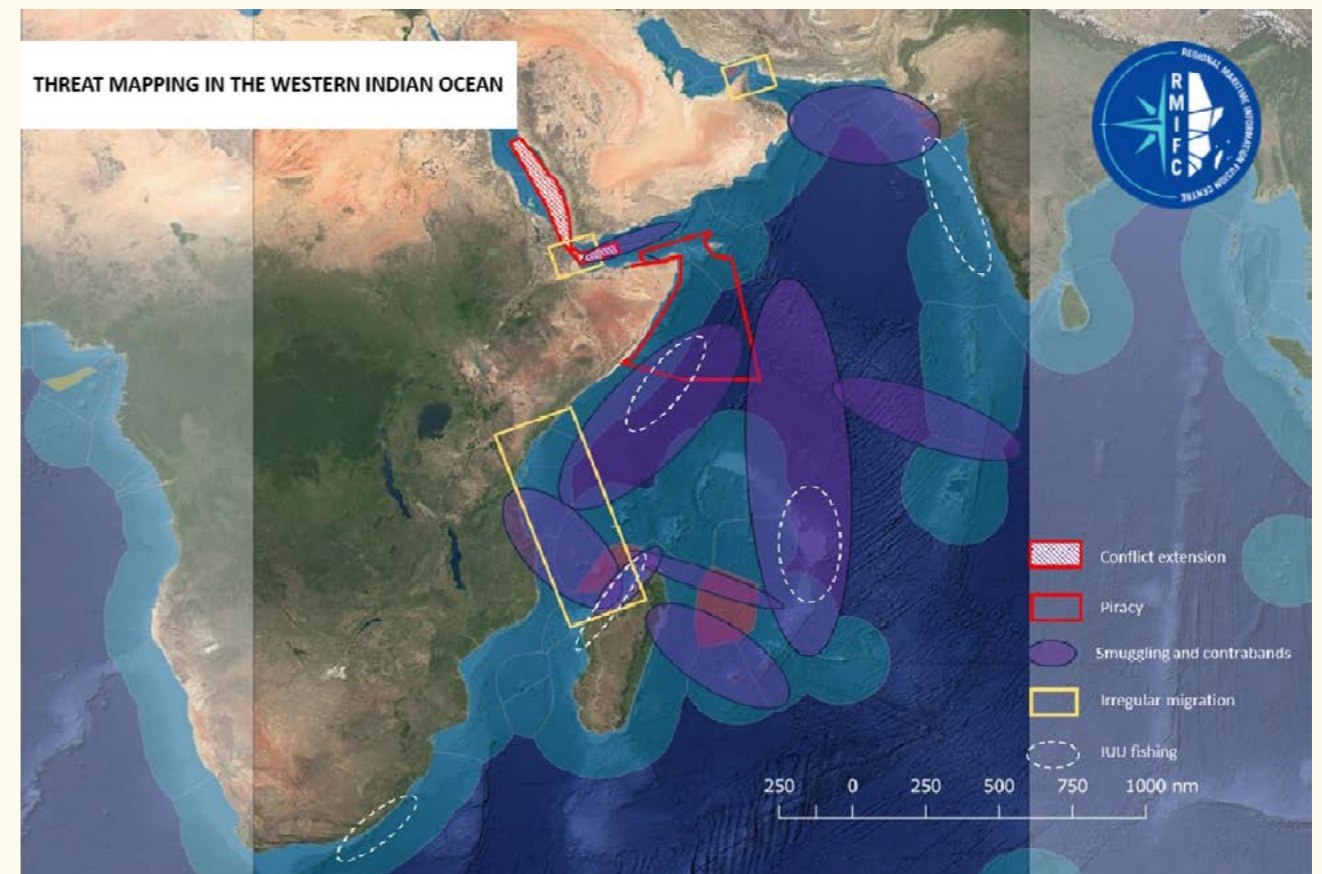 THREAT MAPPING IN THE WESTERN INDIAN OCEAN
REGIONAL MARITIME INFORMATION FUSION CENTRE
RMIFC
Conflict extension
Piracy
Smuggling and contrabands
Irregular migration
IUU fishing
250 0 250 500 750 1000 nm